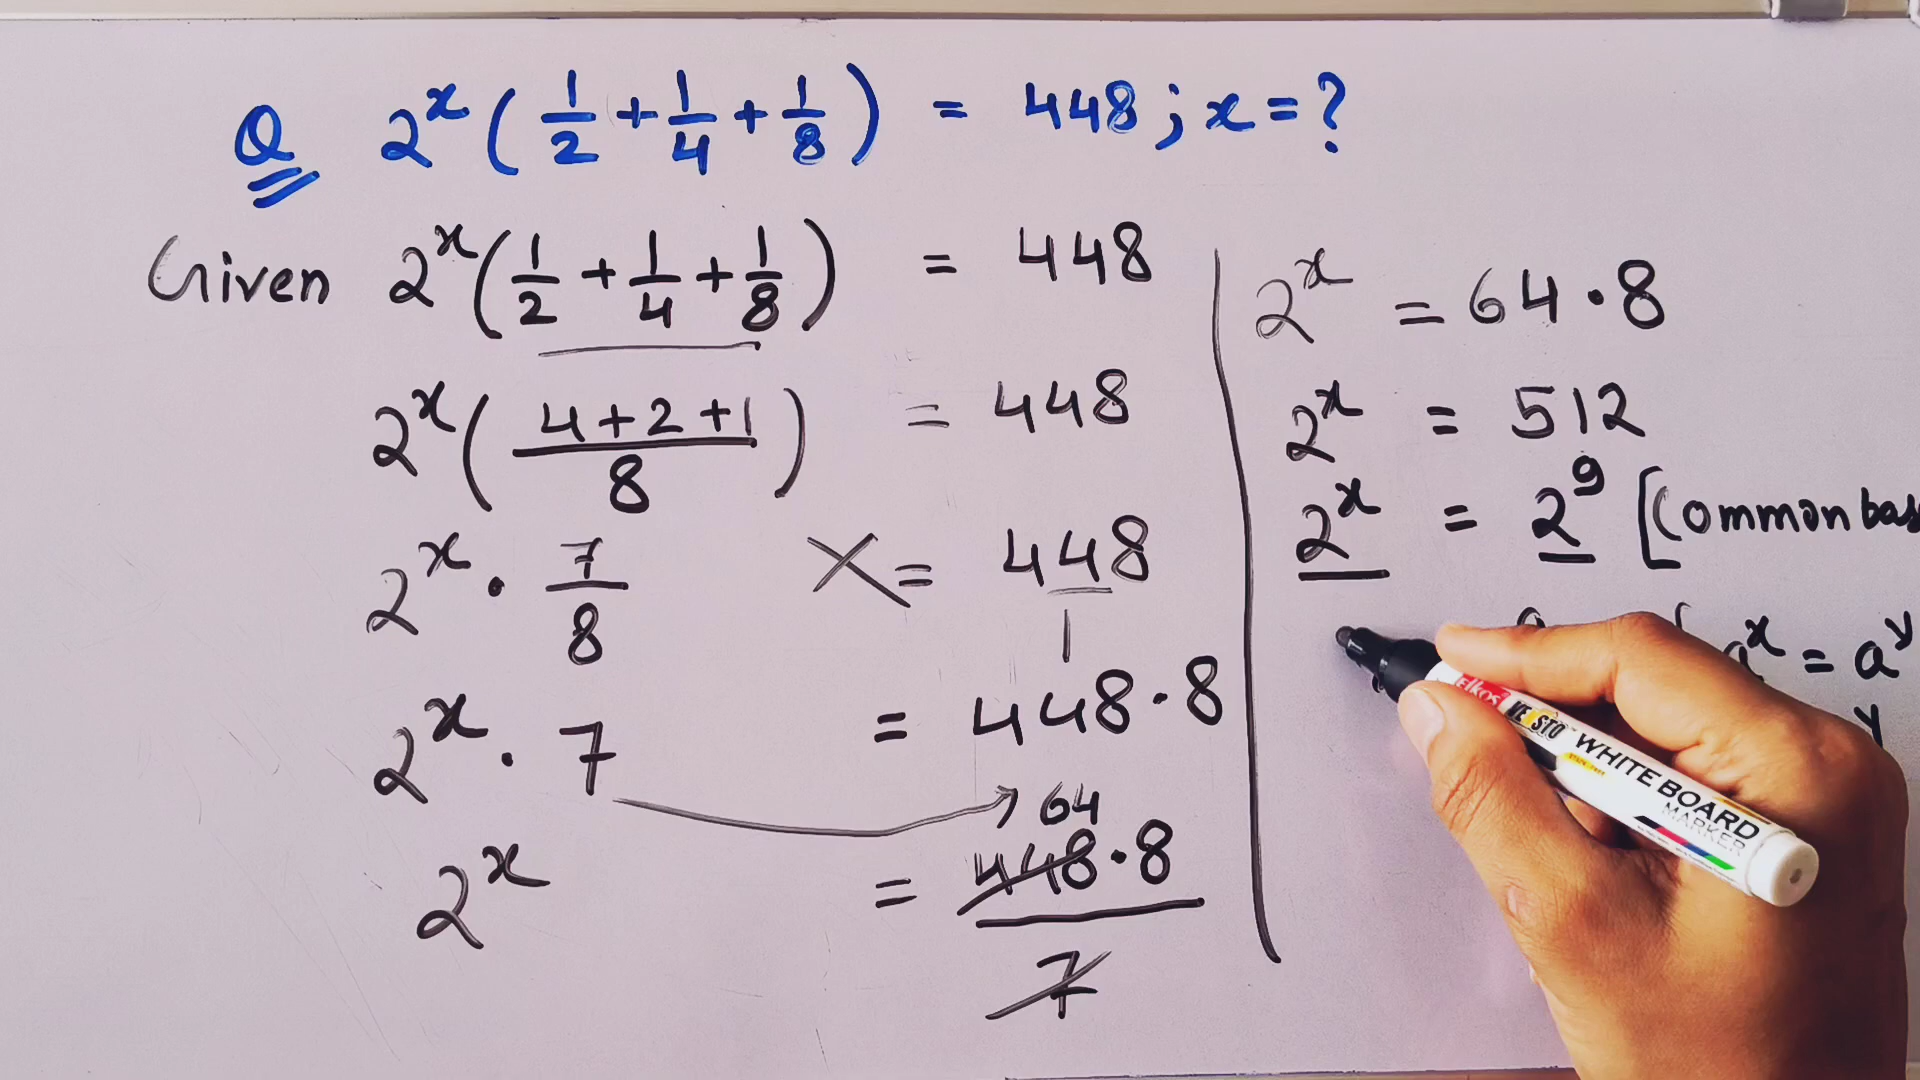 Q 2^x (1/2 + 1/4 + 1/8) = 448 ; x = ?
Given 2^x (1/2 + 1/4 + 1/8) = 448
2^x ((4 + 2 + 1)/8) = 448
2^x · 7/8 = 448/1
2^x · 7 = 448 · 8
64
2^x = 448 · 8 / 7
2^x = 64 · 8
2^x = 512
2^x = 2^9 [Common bas
a^x = a^y
y
elkos
WHITE BOARD
MARKER